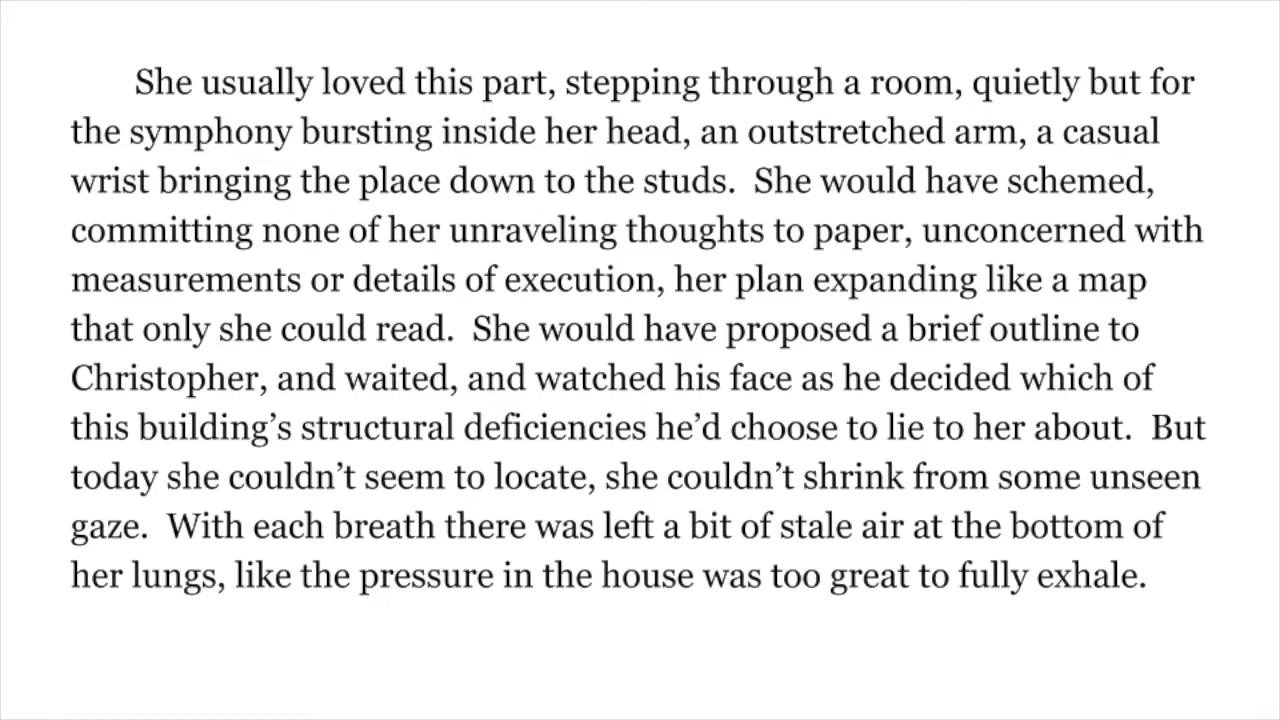 She usually loved this part, stepping through a room, quietly but for
the symphony bursting inside her head, an outstretched arm, a casual
wrist bringing the place down to the studs.  She would have schemed,
committing none of her unraveling thoughts to paper, unconcerned with
measurements or details of execution, her plan expanding like a map
that only she could read.  She would have proposed a brief outline to
Christopher, and waited, and watched his face as he decided which of
this building’s structural deficiencies he’d choose to lie to her about.  But
today she couldn’t seem to locate, she couldn’t shrink from some unseen
gaze.  With each breath there was left a bit of stale air at the bottom of
her lungs, like the pressure in the house was too great to fully exhale.